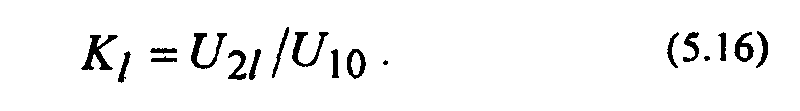 K_l = U_{2l}/U_{10} . (5.16)